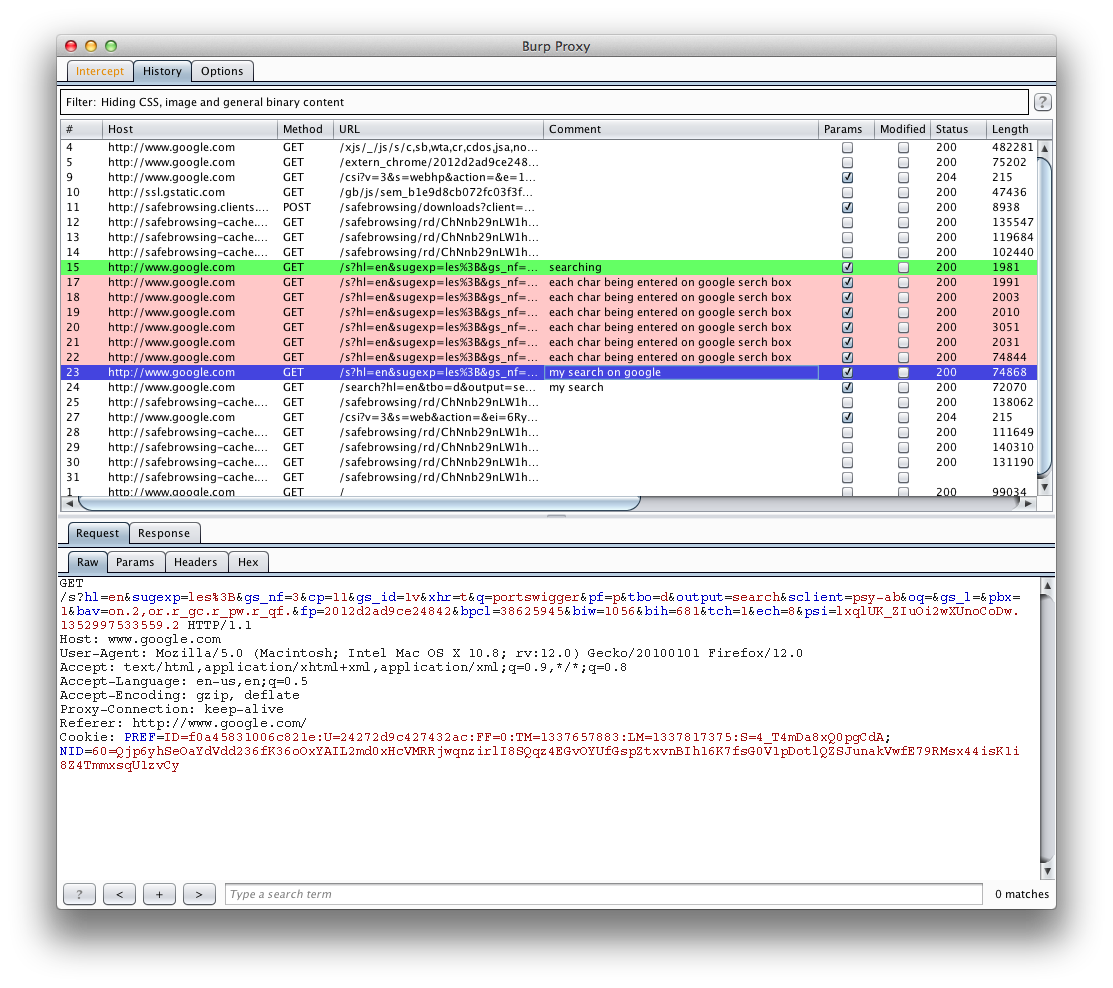 Burp Proxy
Intercept History Options
Filter: Hiding CSS, image and general binary content ?
# Host Method URL Comment Params Modified Status Length
4 http://www.google.com GET /xjs/_/js/s/c,sb,wta,cr,cdos,jsa,no... 200 482281
5 http://www.google.com GET /extern_chrome/2012d2ad9ce248... 200 75202
9 http://www.google.com GET /csi?v=3&s=webhp&action=&e=1... 204 215
10 http://ssl.gstatic.com GET /gb/js/sem_b1e9d8cb072fc03f3f... 200 47436
11 http://safebrowsing.clients.... POST /safebrowsing/downloads?client=... 200 8938
12 http://safebrowsing-cache.... GET /safebrowsing/rd/ChNnb29nLW1h... 200 135547
13 http://safebrowsing-cache.... GET /safebrowsing/rd/ChNnb29nLW1h... 200 119684
14 http://safebrowsing-cache.... GET /safebrowsing/rd/ChNnb29nLW1h... 200 102440
15 http://www.google.com GET /s?hl=en&sugexp=les%3B&gs_nf=... searching 200 1981
17 http://www.google.com GET /s?hl=en&sugexp=les%3B&gs_nf=... each char being entered on google serch box 200 1991
18 http://www.google.com GET /s?hl=en&sugexp=les%3B&gs_nf=... each char being entered on google serch box 200 2003
19 http://www.google.com GET /s?hl=en&sugexp=les%3B&gs_nf=... each char being entered on google serch box 200 2010
20 http://www.google.com GET /s?hl=en&sugexp=les%3B&gs_nf=... each char being entered on google serch box 200 3051
21 http://www.google.com GET /s?hl=en&sugexp=les%3B&gs_nf=... each char being entered on google serch box 200 2031
22 http://www.google.com GET /s?hl=en&sugexp=les%3B&gs_nf=... each char being entered on google serch box 200 74844
23 http://www.google.com GET /s?hl=en&sugexp=les%3B&gs_nf=... my search on google 200 74868
24 http://www.google.com GET /search?hl=en&tbo=d&output=se... my search 200 72070
25 http://safebrowsing-cache.... GET /safebrowsing/rd/ChNnb29nLW1h... 200 138062
27 http://www.google.com GET /csi?v=3&s=web&action=&ei=6Ry... 204 215
28 http://safebrowsing-cache.... GET /safebrowsing/rd/ChNnb29nLW1h... 200 111649
29 http://safebrowsing-cache.... GET /safebrowsing/rd/ChNnb29nLW1h... 200 140310
30 http://safebrowsing-cache.... GET /safebrowsing/rd/ChNnb29nLW1h... 200 131190
31 http://safebrowsing-cache.... GET /safebrowsing/rd/ChNnb29nLW1h...
1 http://www.google.com GET / 200 99034
Request Response
Raw Params Headers Hex
GET
/s?hl=en&sugexp=les%3B&gs_nf=3&cp=11&gs_id=1v&xhr=t&q=portswigger&pf=p&tbo=d&output=search&sclient=psy-ab&oq=&gs_l=&pbx=
1&bav=on.2,or.r_gc.r_pw.r_qf.&fp=2012d2ad9ce24842&bpcl=38625945&biw=1056&bih=681&tch=1&ech=8&psi=lxqlUK_ZIuOi2wXUnoCoDw.
1352997533559.2 HTTP/1.1
Host: www.google.com
User-Agent: Mozilla/5.0 (Macintosh; Intel Mac OS X 10.8; rv:12.0) Gecko/20100101 Firefox/12.0
Accept: text/html,application/xhtml+xml,application/xml;q=0.9,*/*;q=0.8
Accept-Language: en-us,en;q=0.5
Accept-Encoding: gzip, deflate
Proxy-Connection: keep-alive
Referer: http://www.google.com/
Cookie: PREF=ID=f0a45831006c821e:U=24272d9c427432ac:FF=0:TM=1337657883:LM=1337817375:S=4_T4mDa8xQ0pgCdA;
NID=60=Qjp6yhSeOaYdVdd236fK36oOxYAIL2md0xHcVMRRjwqnzirlI8SQqz4EGvOYUfGspZtxvnBIh16K7fsG0V1pDotlQZSJunakVwfE79RMsx44isK1i
8Z4TmmxsqUlzvCy
? < + > Type a search term 0 matches